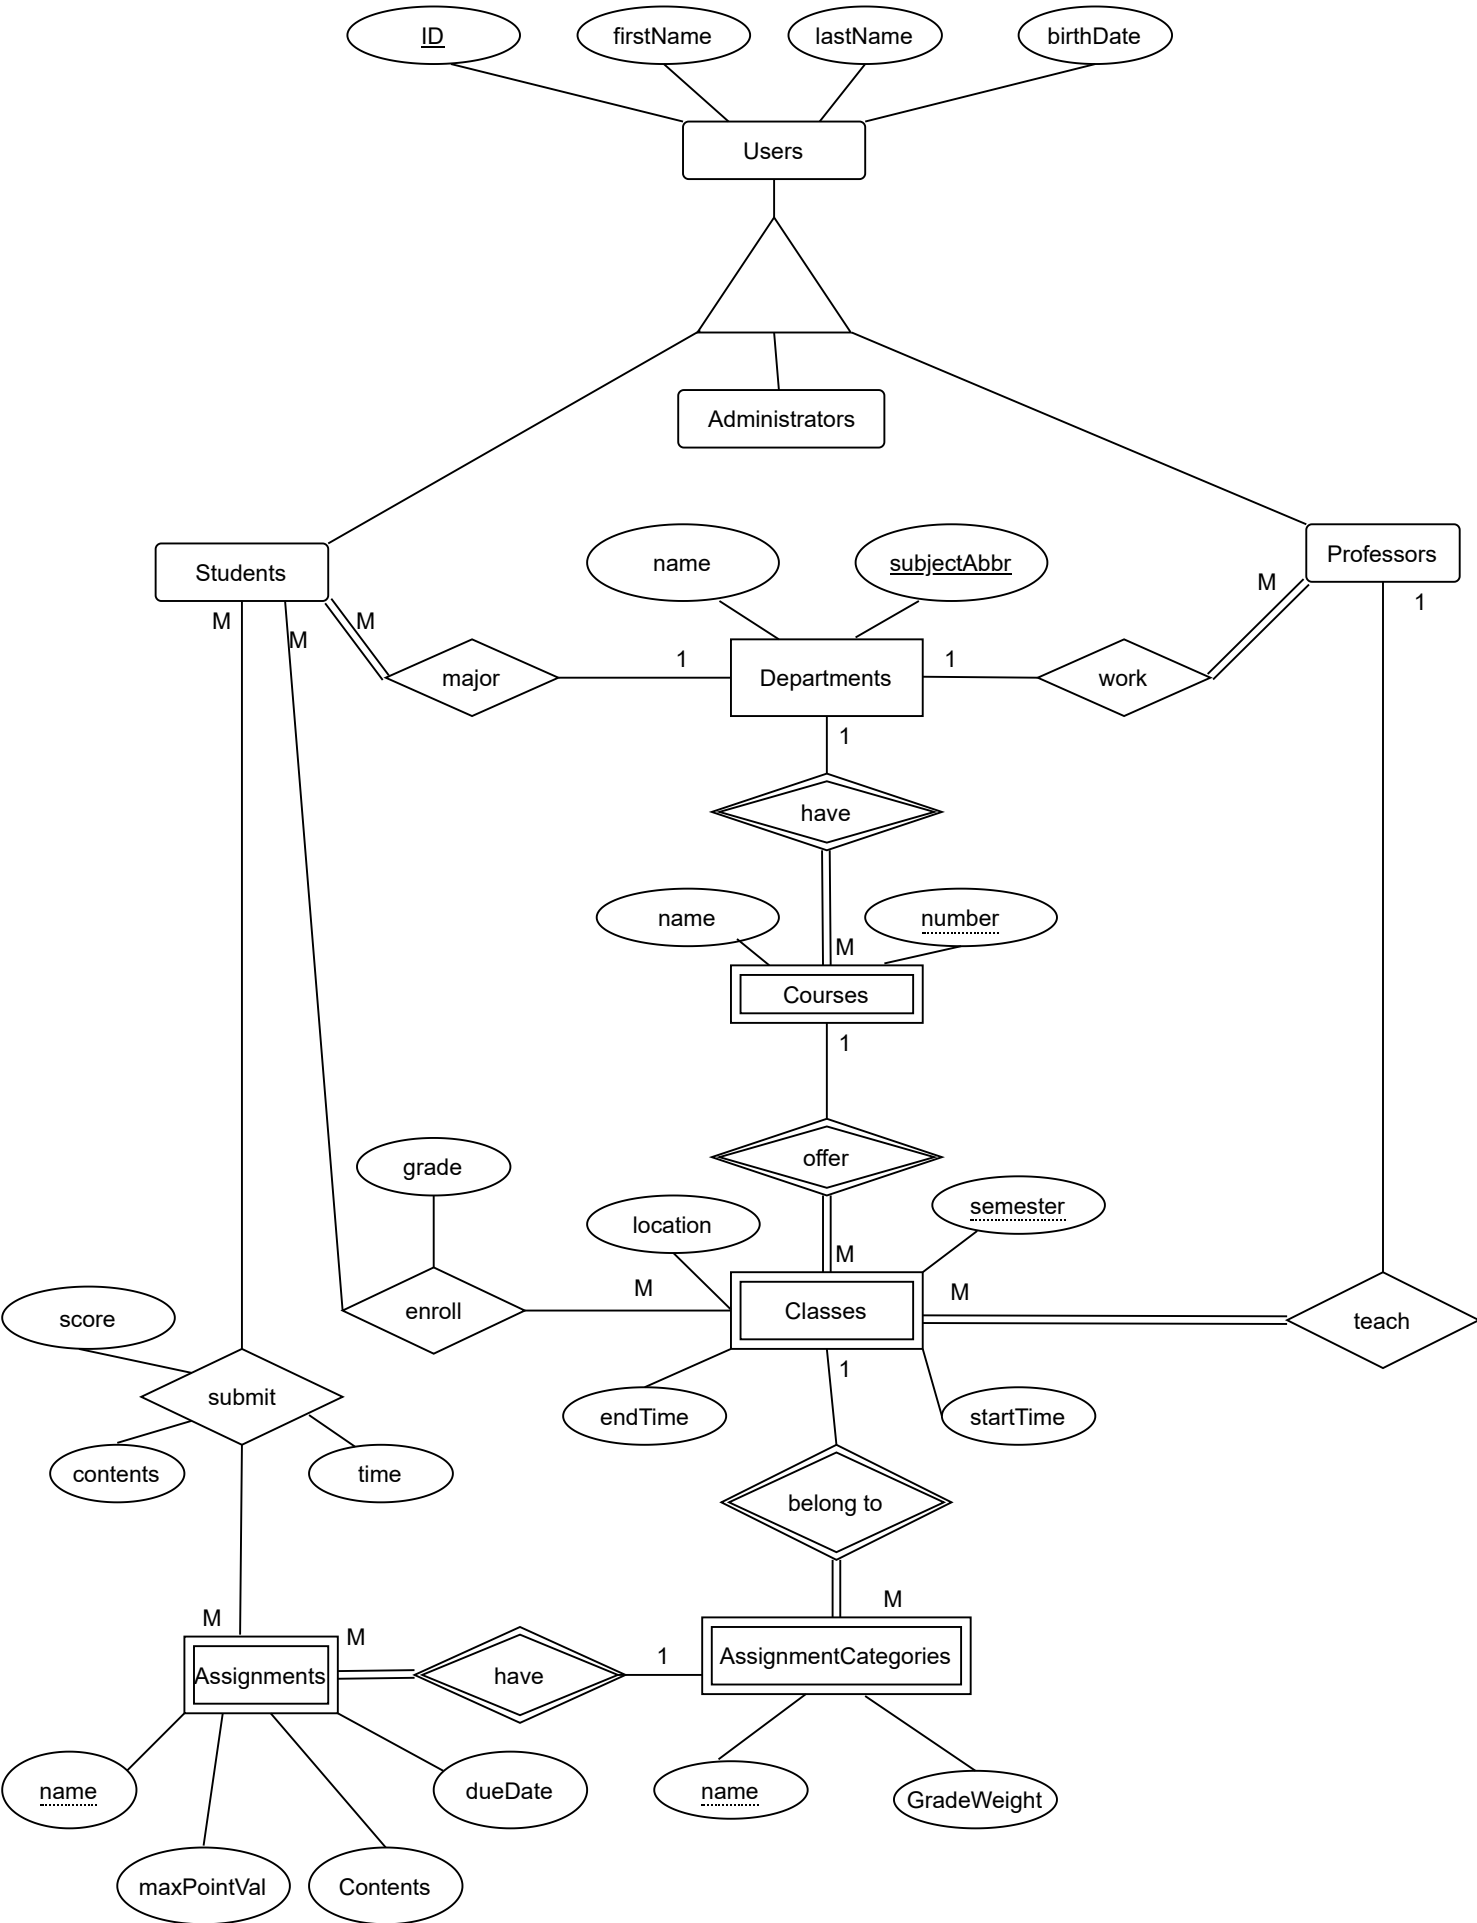 ID
firstName
lastName
birthDate
Users
Administrators
Students
name
subjectAbbr
Professors
M
M
M
M
1
major
1
Departments
1
work
1
have
name
number
M
Courses
1
grade
offer
location
semester
M
enroll
M
Classes
M
teach
score
1
submit
endTime
startTime
contents
time
belong to
M
M
M
Assignments
have
1
AssignmentCategories
name
dueDate
name
GradeWeight
maxPointVal
Contents